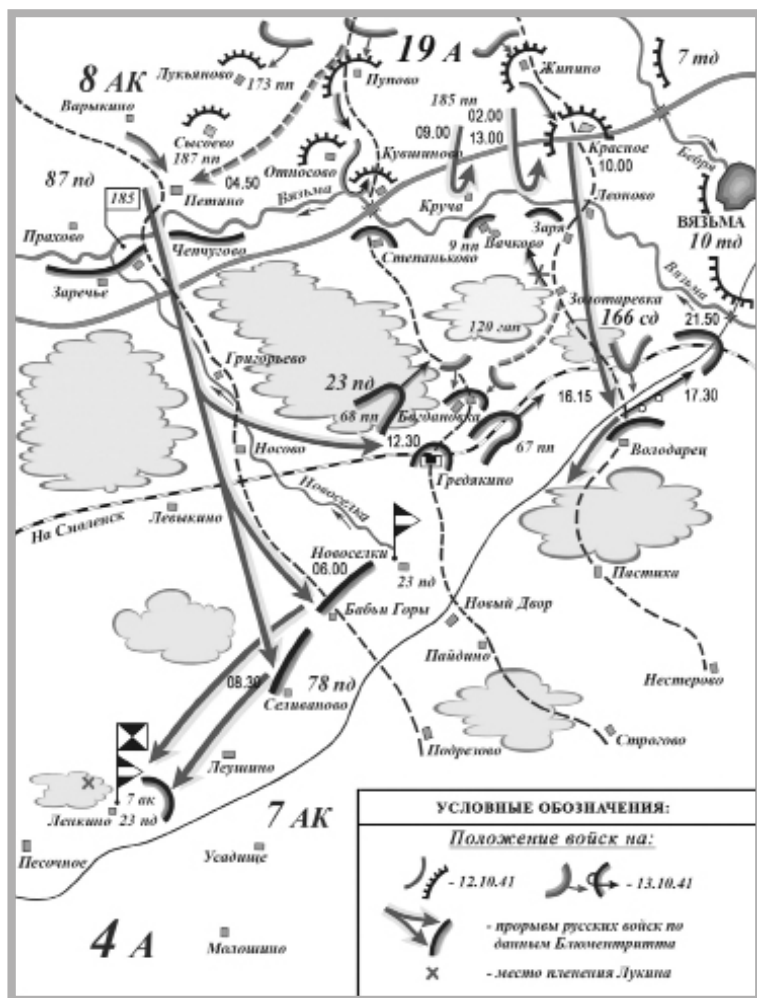 19 А
7 тд
Лукьяново
173 пп
Пупово
Жипино
8 АК
Варыкино
185 пп
02.00
09.00
13.00
Сысоево
187 пп
Относово
Кувшиново
Красное
10.00
Бебря
87 пд
04.50
Петино
Вязьма
185
Круча
Леоново
ВЯЗЬМА
10 тд
Прахово
Чепчугово
Степаньково
9 пп
Вачково
Заря
Заречье
Золотаревка
Вязьма
120 гап
166 сд
21.50
Григорьево
23 пд
68 пп
Богдановка
16.15
17.30
12.30
67 пп
Володарец
Носово
Гредякино
На Смоленск
Левыкино
Новоселка
Новоселки
06.00
23 пд
Пастиха
Бабьи Горы
Новый Двор
Пайдино
Нестерово
08.30
78 пд
Селиваново
Строгово
Подрезово
Леушино
7 ак
23 пд
Ленкино
7 АК
Песочное
Усадище
4 А
Малошино
УСЛОВНЫЕ ОБОЗНАЧЕНИЯ:
Положение войск на:
- 12.10.41
- 13.10.41
- прорывы русских войск по
данным Блюментритта
- место пленения Лукина